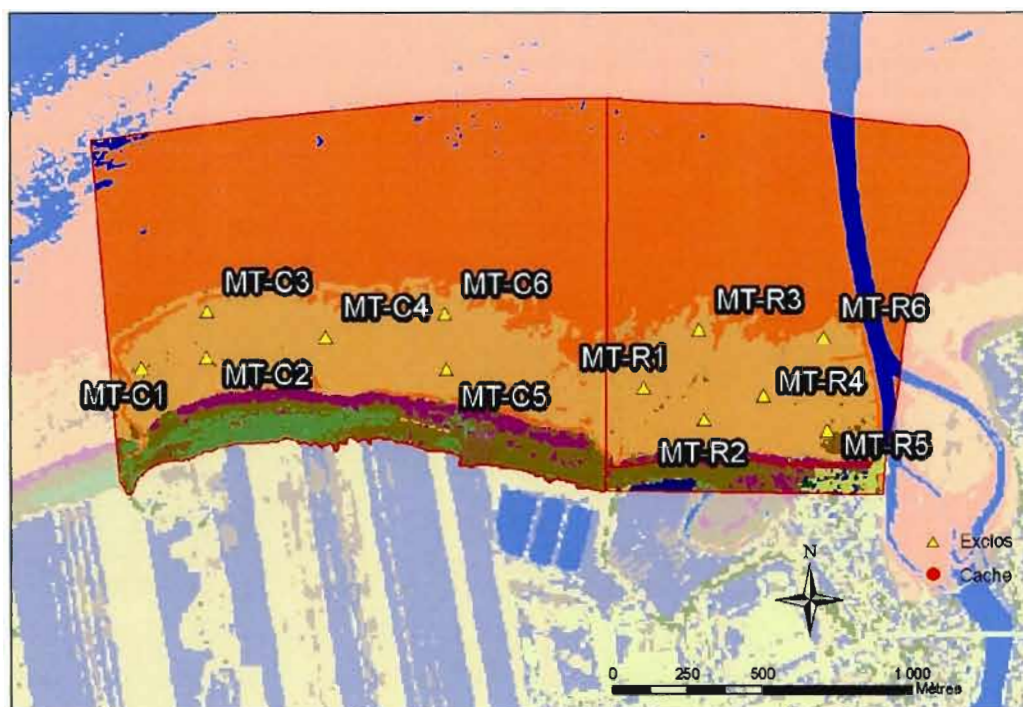 MT-C3
MT-C6
MT-C4
MT-R3
MT-R6
MT-C1
MT-C2
MT-C5
MT-R1
MT-R4
MT-R2
MT-R5
Exclos
Cache
N
0 250 500 1 000
Mètres